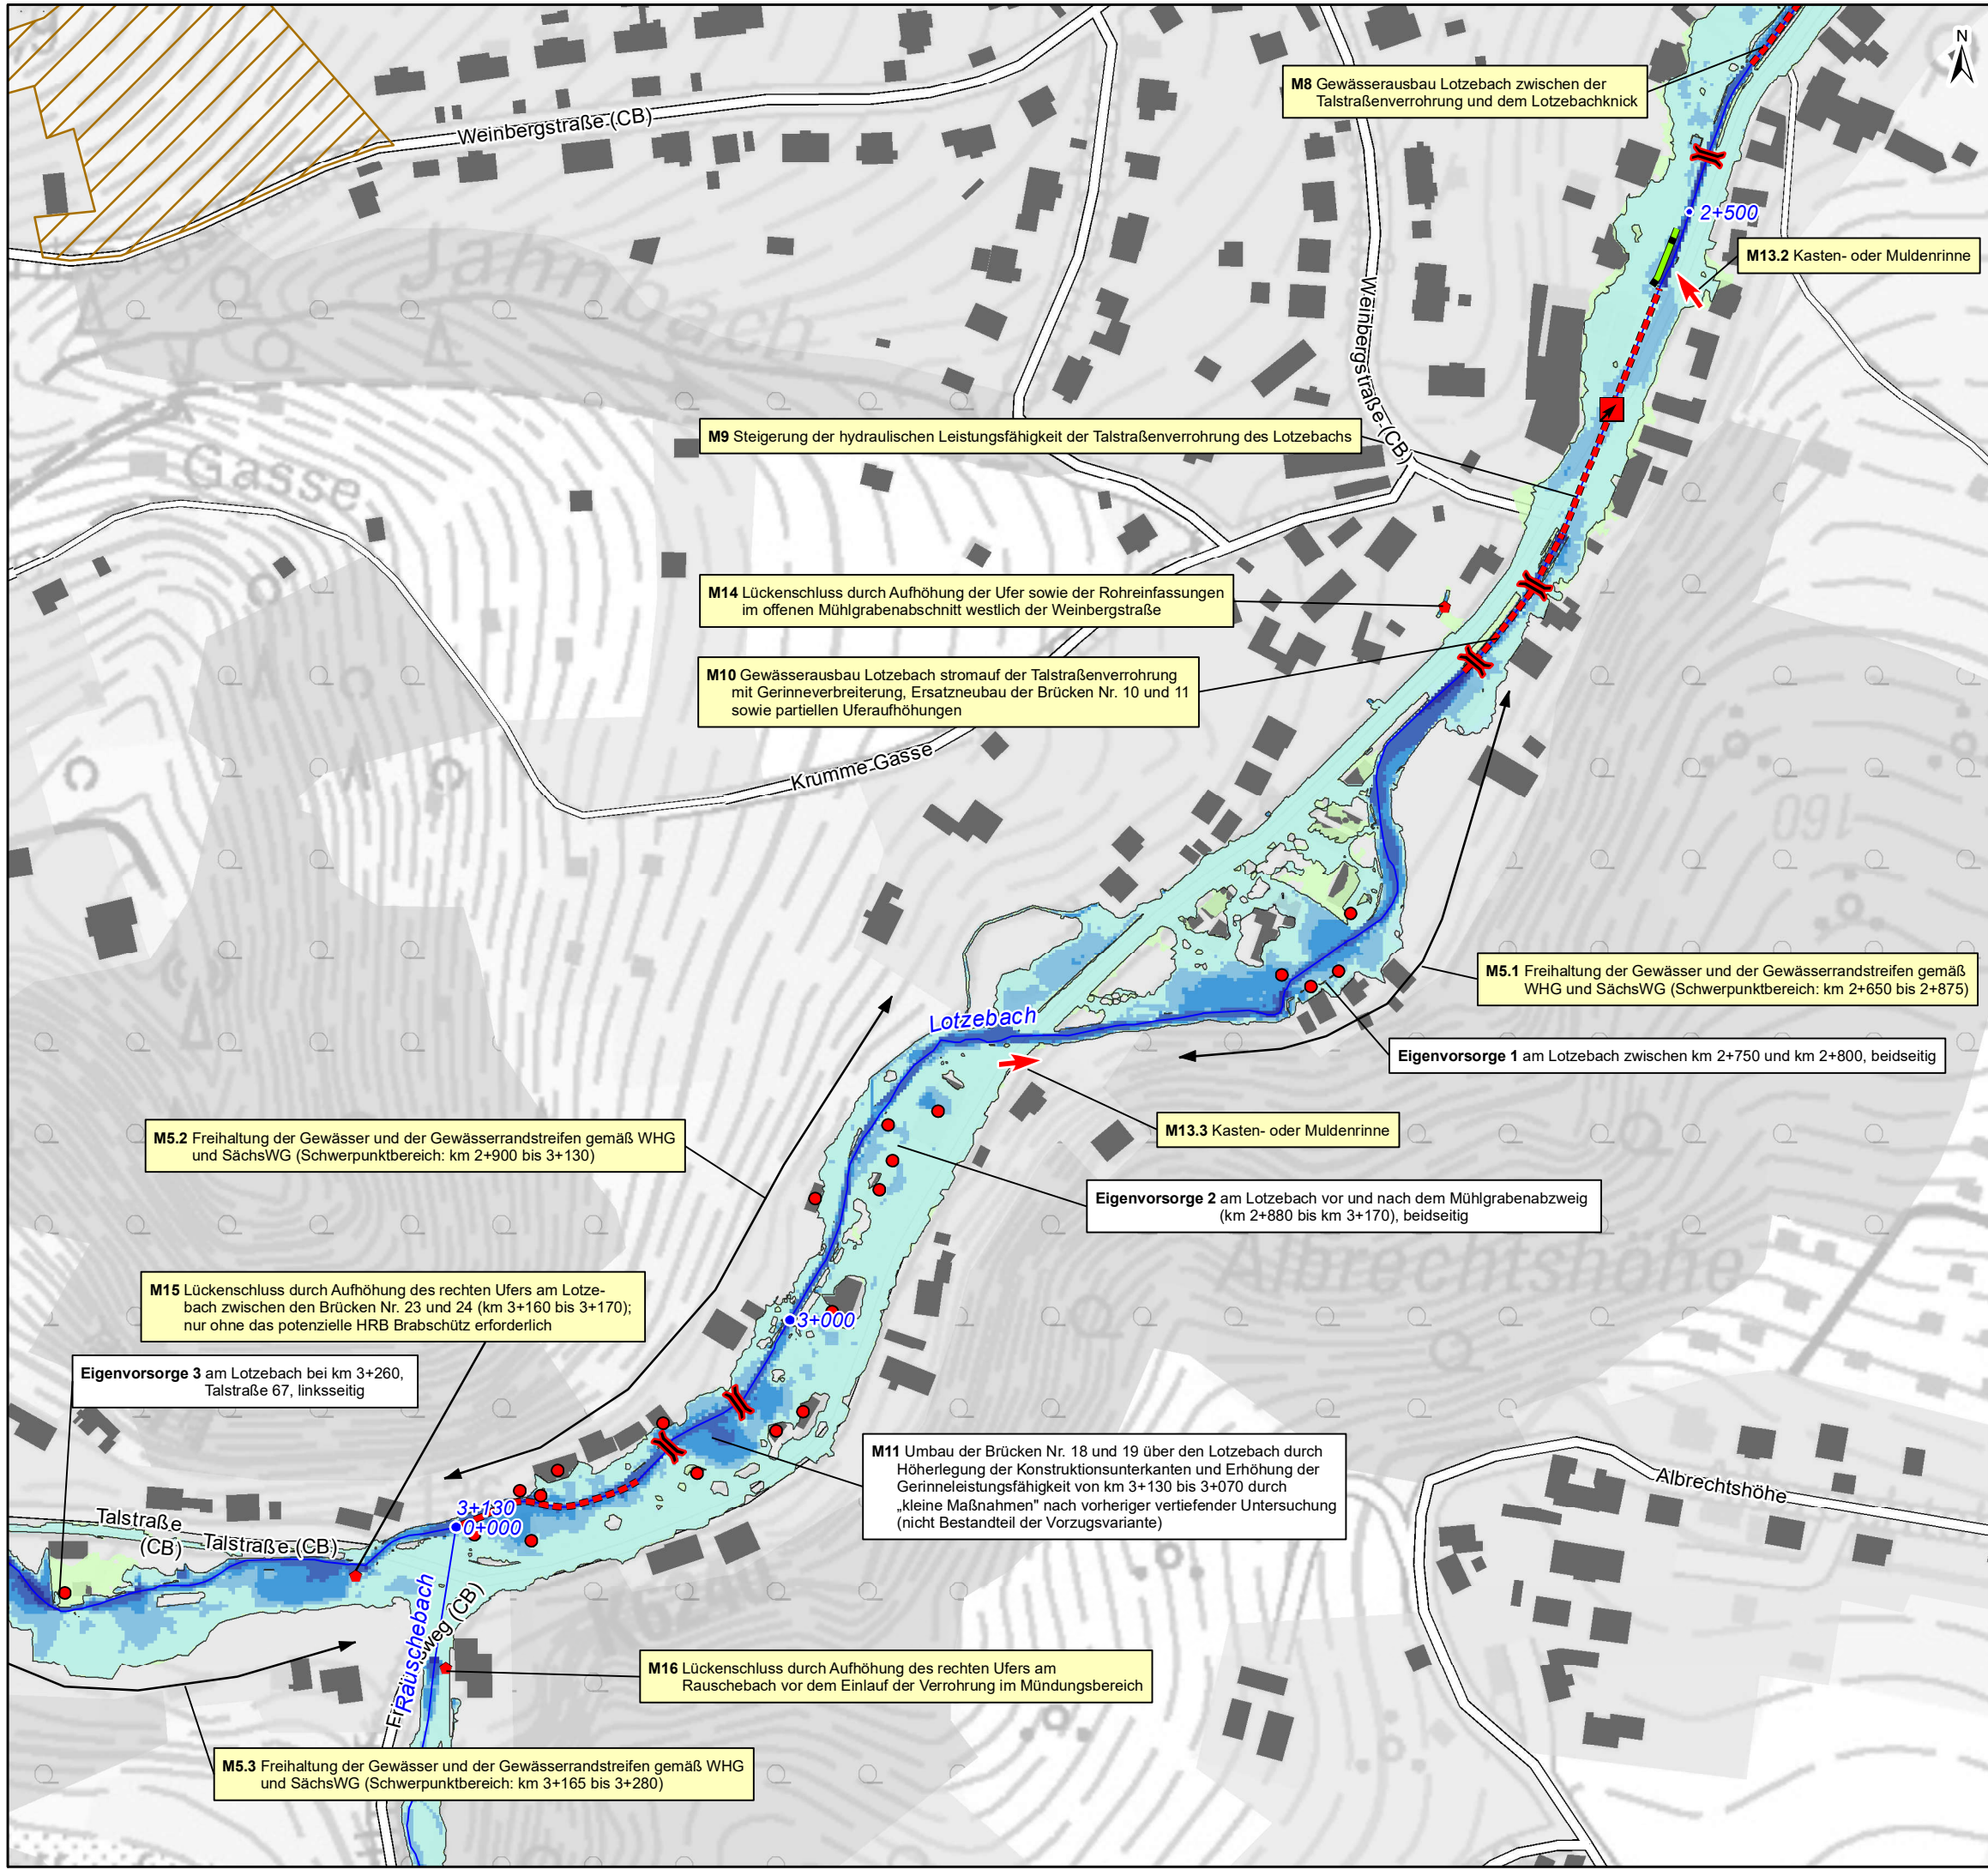 N
M8 Gewässerausbau Lotzebach zwischen der
Talstraßenverrohrung und dem Lotzebachknick
Weinbergstraße (CB)
2+500
M13.2 Kasten- oder Muldenrinne
Jahnbach
Weinbergstraße (CB)
M9 Steigerung der hydraulischen Leistungsfähigkeit der Talstraßenverrohrung des Lotzebachs
Gasse
M14 Lückenschluss durch Aufhöhung der Ufer sowie der Rohreinfassungen
im offenen Mühlgrabenabschnitt westlich der Weinbergstraße
M10 Gewässerausbau Lotzebach stromauf der Talstraßenverrohrung
mit Gerinneverbreiterung, Ersatzneubau der Brücken Nr. 10 und 11
sowie partiellen Uferaufhöhungen
Krumme Gasse
M5.1 Freihaltung der Gewässer und der Gewässerrandstreifen gemäß
WHG und SächsWG (Schwerpunktbereich: km 2+650 bis 2+875)
Lotzebach
Eigenvorsorge 1 am Lotzebach zwischen km 2+750 und km 2+800, beidseitig
M13.3 Kasten- oder Muldenrinne
M5.2 Freihaltung der Gewässer und der Gewässerrandstreifen gemäß WHG
und SächsWG (Schwerpunktbereich: km 2+900 bis 3+130)
Eigenvorsorge 2 am Lotzebach vor und nach dem Mühlgrabenabzweig
(km 2+880 bis km 3+170), beidseitig
Albrechtshöhe
M15 Lückenschluss durch Aufhöhung des rechten Ufers am Lotze-
bach zwischen den Brücken Nr. 23 und 24 (km 3+160 bis 3+170);
nur ohne das potenzielle HRB Brabschütz erforderlich
3+000
Eigenvorsorge 3 am Lotzebach bei km 3+260,
Talstraße 67, linksseitig
M11 Umbau der Brücken Nr. 18 und 19 über den Lotzebach durch
Höherlegung der Konstruktionsunterkanten und Erhöhung der
Gerinneleistungsfähigkeit von km 3+130 bis 3+070 durch
„kleine Maßnahmen" nach vorheriger vertiefender Untersuchung
(nicht Bestandteil der Vorzugsvariante)
Albrechtshöhe
3+130
0+000
Talstraße
(CB)
Talstraße (CB)
Rauschebach
weg (CB)
M16 Lückenschluss durch Aufhöhung des rechten Ufers am
Rauschebach vor dem Einlauf der Verrohrung im Mündungsbereich
M5.3 Freihaltung der Gewässer und der Gewässerrandstreifen gemäß WHG
und SächsWG (Schwerpunktbereich: km 3+165 bis 3+280)